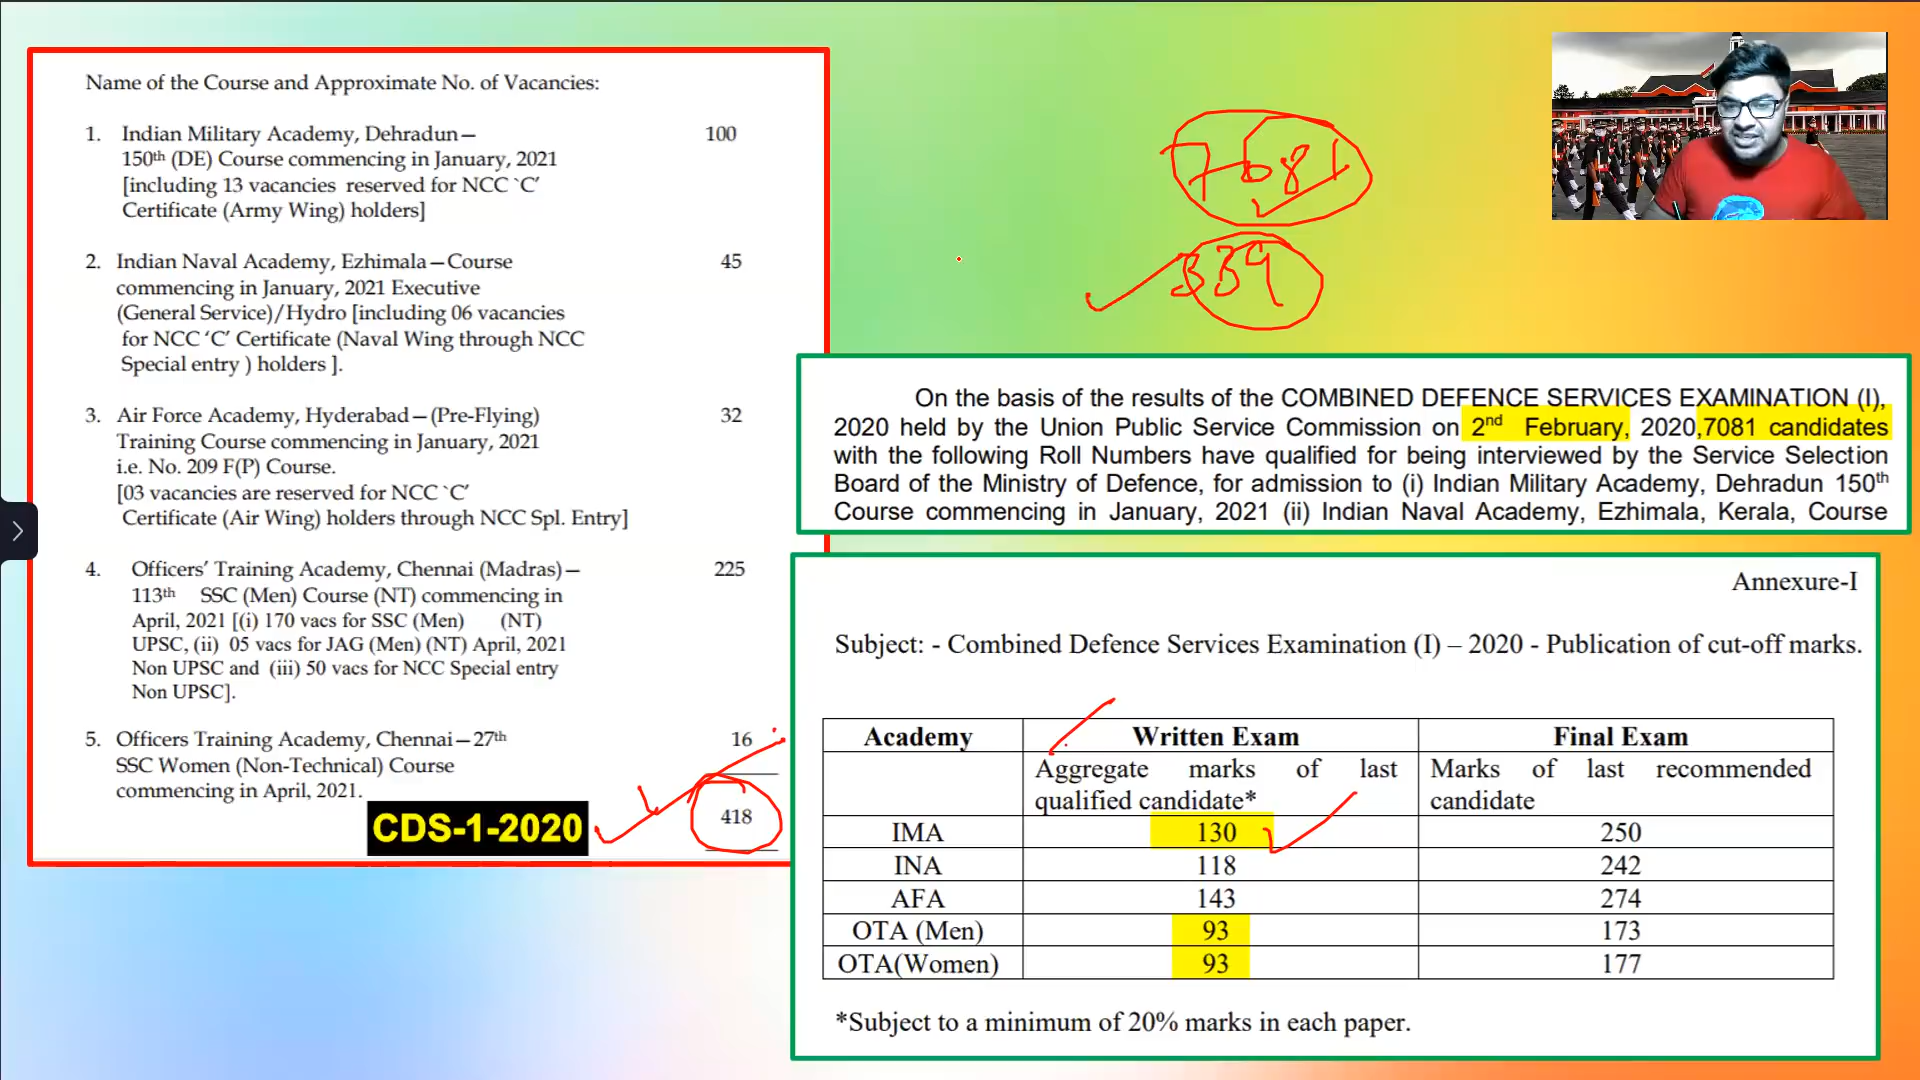 Name of the Course and Approximate No. of Vacancies:
1. Indian Military Academy, Dehradun— 100
150th (DE) Course commencing in January, 2021
[including 13 vacancies reserved for NCC `C'
Certificate (Army Wing) holders]
2. Indian Naval Academy, Ezhimala—Course 45
commencing in January, 2021 Executive
(General Service)/Hydro [including 06 vacancies
for NCC 'C' Certificate (Naval Wing through NCC
Special entry ) holders ].
3. Air Force Academy, Hyderabad—(Pre-Flying) 32
Training Course commencing in January, 2021
i.e. No. 209 F(P) Course.
[03 vacancies are reserved for NCC `C'
Certificate (Air Wing) holders through NCC Spl. Entry]
4. Officers' Training Academy, Chennai (Madras)— 225
113th SSC (Men) Course (NT) commencing in
April, 2021 [(i) 170 vacs for SSC (Men) (NT)
UPSC, (ii) 05 vacs for JAG (Men) (NT) April, 2021
Non UPSC and (iii) 50 vacs for NCC Special entry
Non UPSC].
5. Officers Training Academy, Chennai—27th 16
SSC Women (Non-Technical) Course
commencing in April, 2021.
418
CDS-1-2020
7081
339
On the basis of the results of the COMBINED DEFENCE SERVICES EXAMINATION (I),
2020 held by the Union Public Service Commission on 2nd February, 2020,7081 candidates
with the following Roll Numbers have qualified for being interviewed by the Service Selection
Board of the Ministry of Defence, for admission to (i) Indian Military Academy, Dehradun 150th
Course commencing in January, 2021 (ii) Indian Naval Academy, Ezhimala, Kerala, Course
Annexure-I
Subject: - Combined Defence Services Examination (I) – 2020 - Publication of cut-off marks.
Academy Written Exam Final Exam
Aggregate marks of last Marks of last recommended
qualified candidate* candidate
IMA 130 250
INA 118 242
AFA 143 274
OTA (Men) 93 173
OTA(Women) 93 177
*Subject to a minimum of 20% marks in each paper.